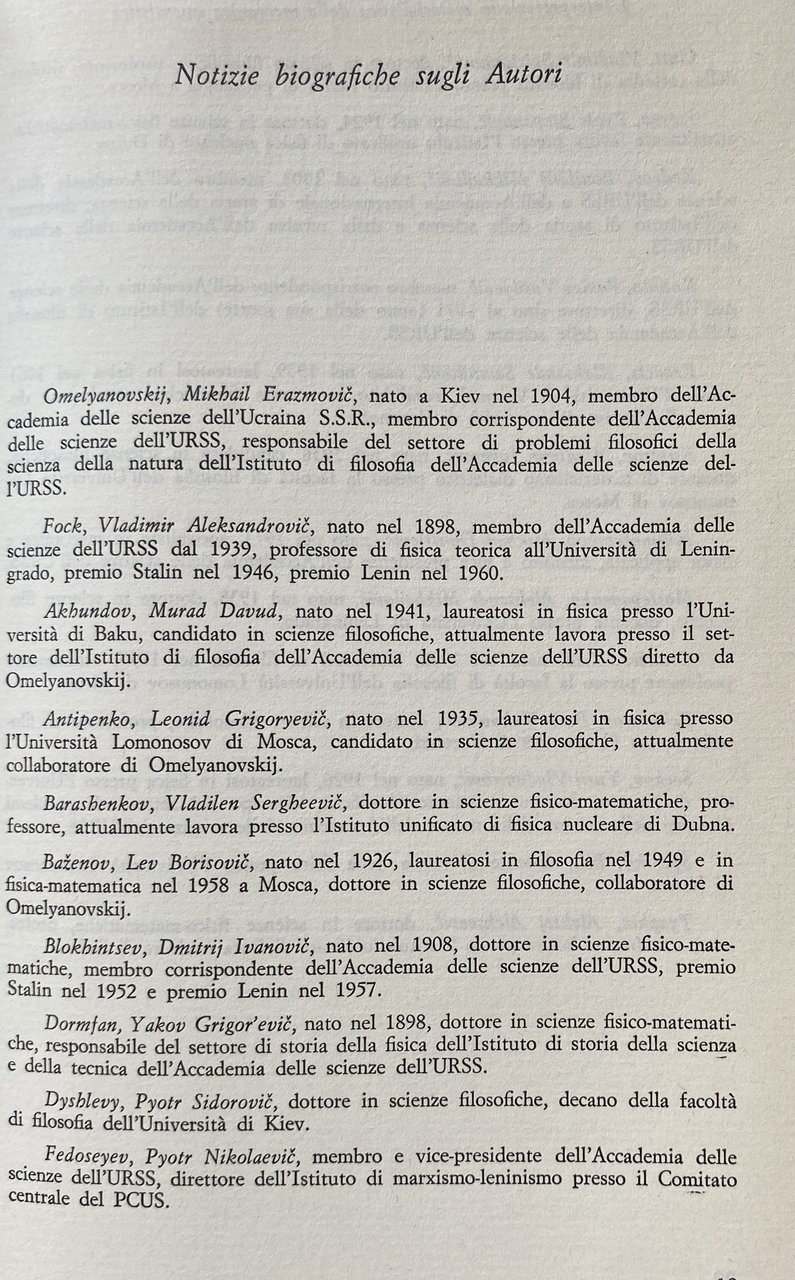 Notizie biografiche sugli Autori
Omelyanovskij, Mikhail Erazmovič, nato a Kiev nel 1904, membro dell'Ac-
cademia delle scienze dell'Ucraina S.S.R., membro corrispondente dell'Accademia
delle scienze dell'URSS, responsabile del settore di problemi filosofici della
scienza della natura dell'Istituto di filosofia dell'Accademia delle scienze del-
l'URSS.
Fock, Vladimir Aleksandrovič, nato nel 1898, membro dell'Accademia delle
scienze dell'URSS dal 1939, professore di fisica teorica all'Università di Lenin-
grado, premio Stalin nel 1946, premio Lenin nel 1960.
Akhundov, Murad Davud, nato nel 1941, laureatosi in fisica presso l'Uni-
versità di Baku, candidato in scienze filosofiche, attualmente lavora presso il set-
tore dell'Istituto di filosofia dell'Accademia delle scienze dell'URSS diretto da
Omelyanovskij.
Antipenko, Leonid Grigoryevič, nato nel 1935, laureatosi in fisica presso
l'Università Lomonosov di Mosca, candidato in scienze filosofiche, attualmente
collaboratore di Omelyanovskij.
Barashenkov, Vladilen Sergheevič, dottore in scienze fisico-matematiche, pro-
fessore, attualmente lavora presso l'Istituto unificato di fisica nucleare di Dubna.
Baženov, Lev Borisovič, nato nel 1926, laureatosi in filosofia nel 1949 e in
fisica-matematica nel 1958 a Mosca, dottore in scienze filosofiche, collaboratore di
Omelyanovskij.
Blokhintsev, Dmitrij Ivanovič, nato nel 1908, dottore in scienze fisico-mate-
matiche, membro corrispondente dell'Accademia delle scienze dell'URSS, premio
Stalin nel 1952 e premio Lenin nel 1957.
Dormfan, Yakov Grigor'evič, nato nel 1898, dottore in scienze fisico-matemati-
che, responsabile del settore di storia della fisica dell'Istituto di storia della scienza
e della tecnica dell'Accademia delle scienze dell'URSS.
Dyshlevy, Pyotr Sidorovič, dottore in scienze filosofiche, decano della facoltà
di filosofia dell'Università di Kiev.
Fedoseyev, Pyotr Nikolaevič, membro e vice-presidente dell'Accademia delle
scienze dell'URSS, direttore dell'Istituto di marxismo-leninismo presso il Comitato
centrale del PCUS.